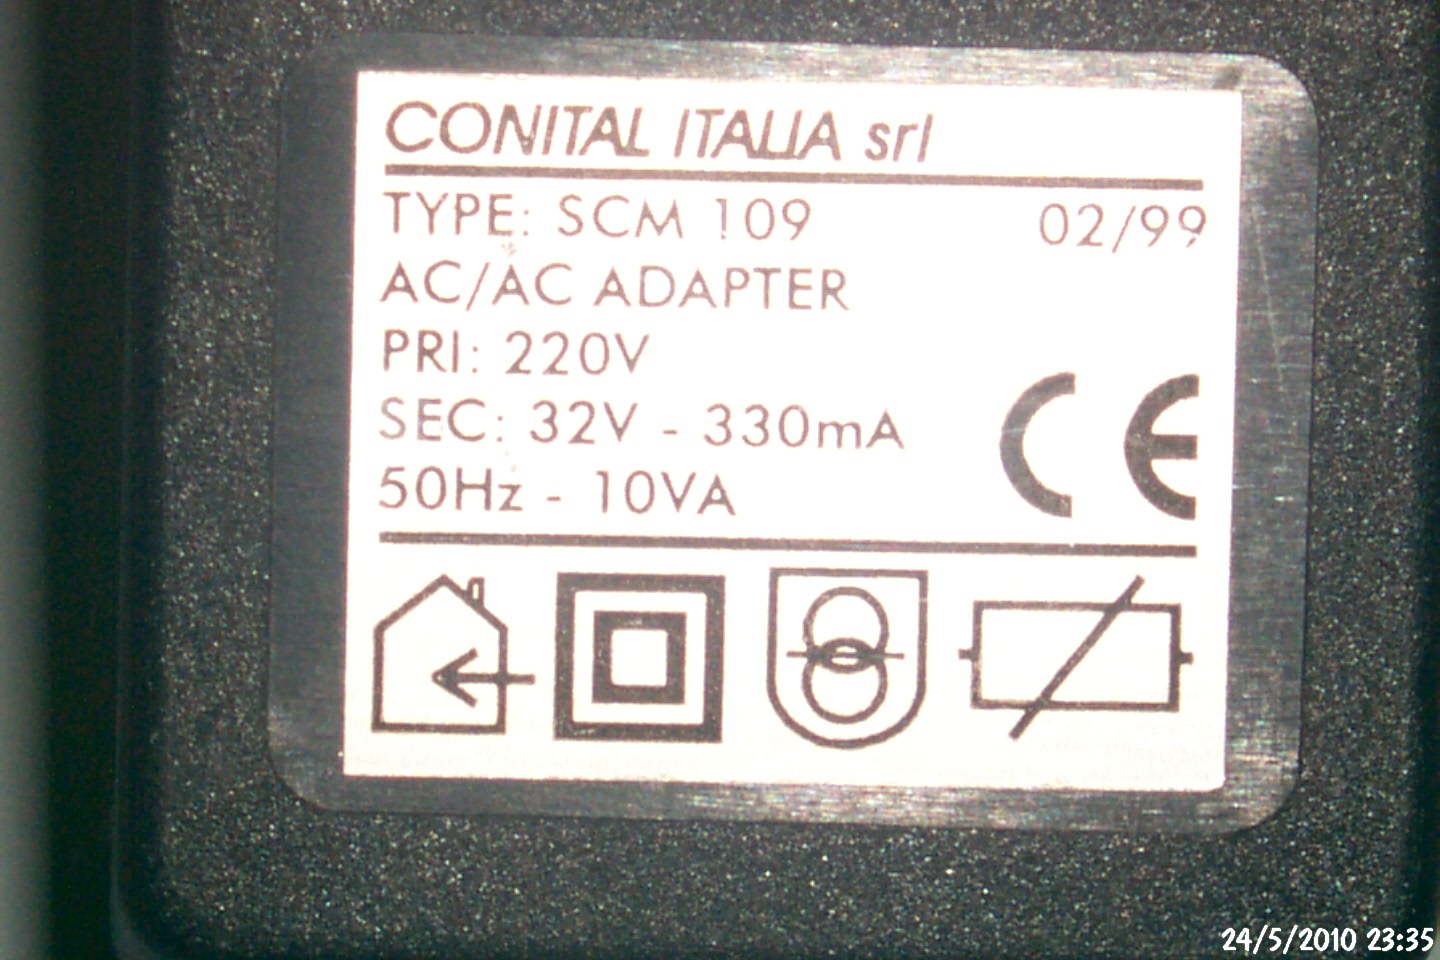 CONITAL ITALIA srl
TYPE: SCM 109 02/99
AC/AC ADAPTER
PRI: 220V
SEC: 32V - 330mA
50Hz - 10VA
CE
24/5/2010 23:35